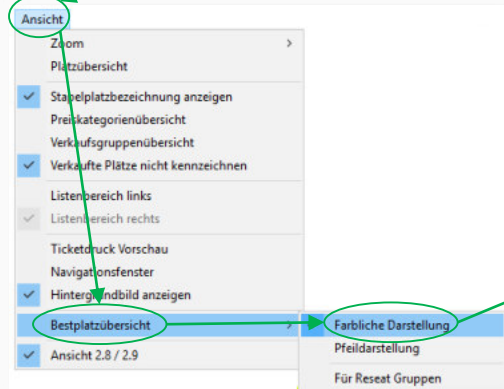 Ansicht
Zoom
Platzübersicht
Stapelplatzbezeichnung anzeigen
Preiskategorienübersicht
Verkaufsgruppenübersicht
Verkaufte Plätze nicht kennzeichnen
Listenbereich links
Listenbereich rechts
Ticketdruck Vorschau
Navigationsfenster
Hintergrundbild anzeigen
Bestplatzübersicht
Farbliche Darstellung
Ansicht 2.8 / 2.9
Pfeildarstellung
Für Reseat Gruppen